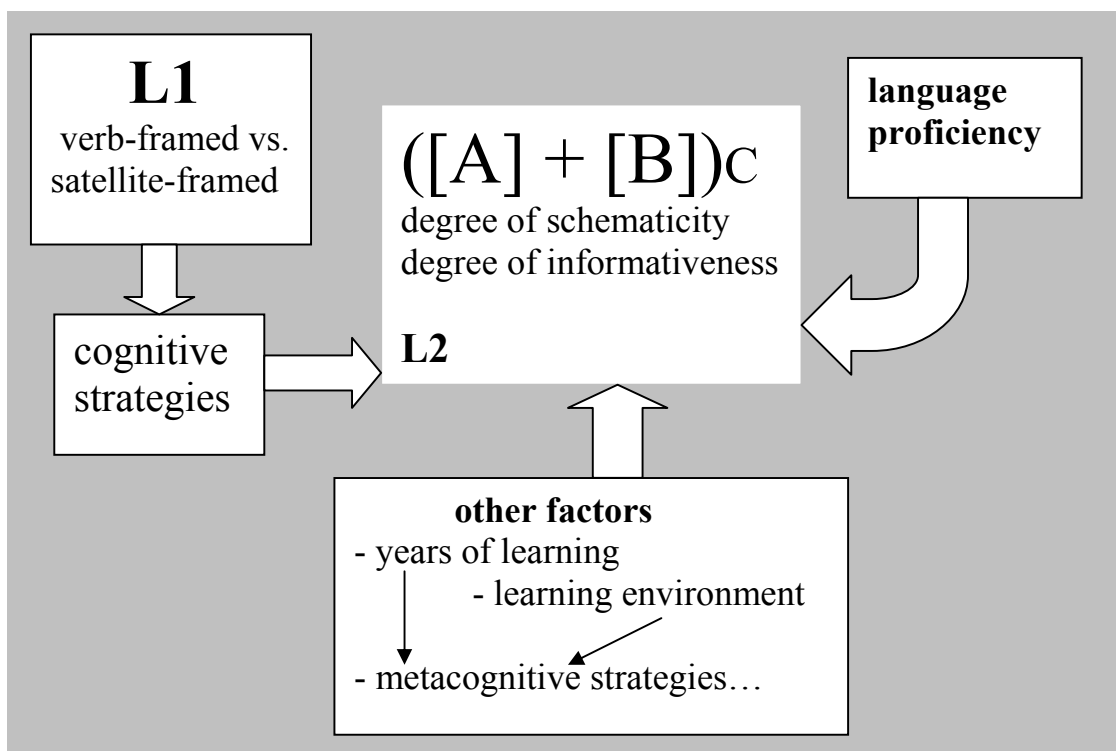 L1
verb-framed vs.
satellite-framed
cognitive
strategies
([A] + [B])C
degree of schematicity
degree of informativeness
L2
language
proficiency
other factors
- years of learning
- learning environment
- metacognitive strategies…